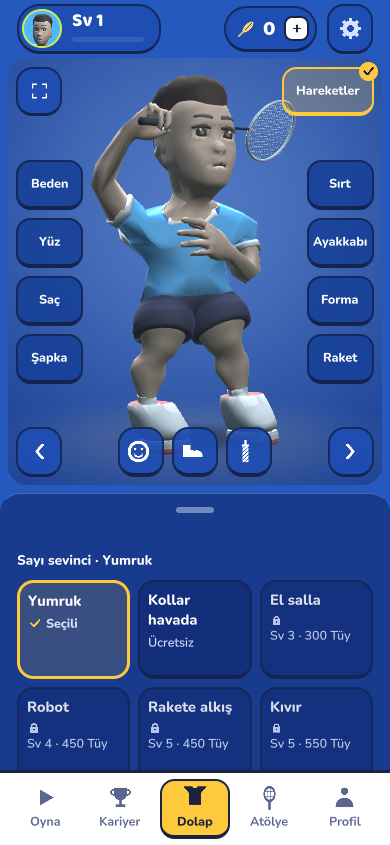 Sv 1
0
+
Hareketler
Beden
Sırt
Yüz
Ayakkabı
Saç
Forma
Şapka
Raket
Sayı sevinci · Yumruk
Yumruk
Seçili
Kollar
havada
Ücretsiz
El salla
Sv 3 · 300 Tüy
Robot
Sv 4 · 450 Tüy
Rakete alkış
Sv 5 · 450 Tüy
Kıvır
Sv 5 · 550 Tüy
Oyna
Kariyer
Dolap
Atölye
Profil